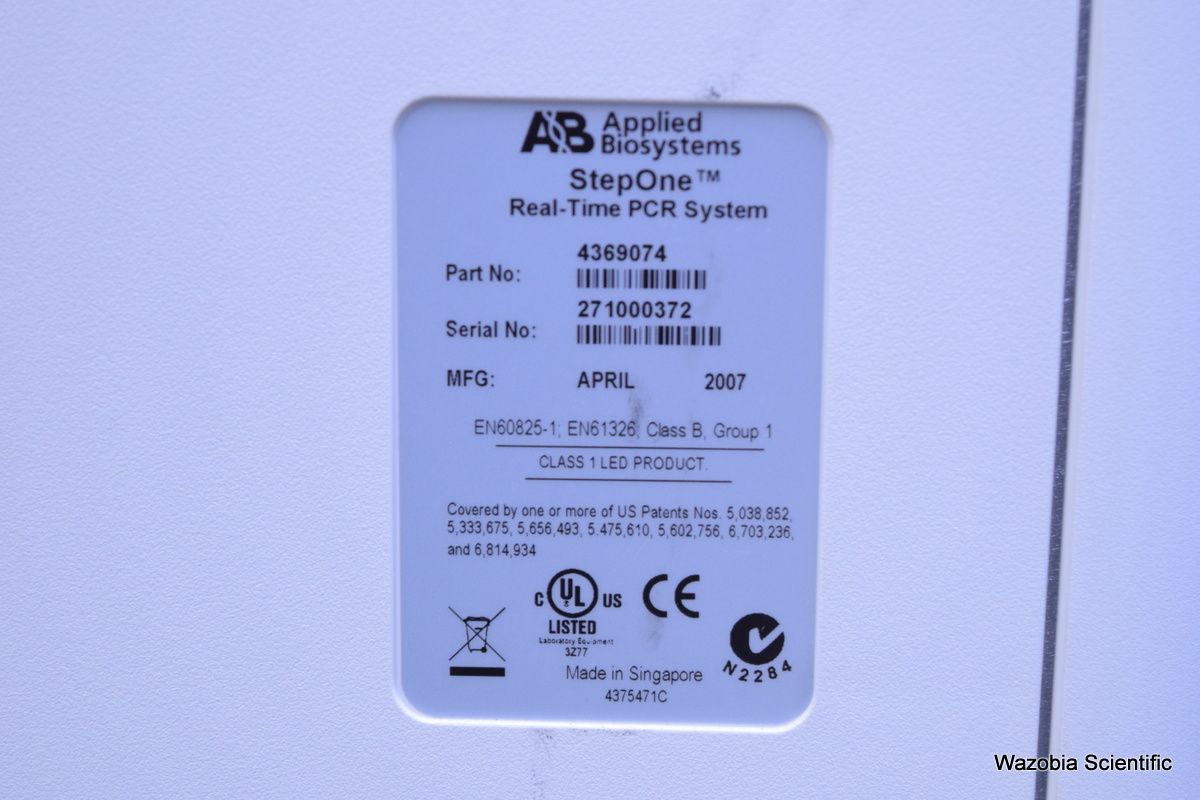 AB Applied
Biosystems
StepOne™
Real-Time PCR System
4369074
Part No:
271000372
Serial No:
MFG: APRIL 2007
EN60825-1; EN61326, Class B, Group 1
CLASS 1 LED PRODUCT.
Covered by one or more of US Patents Nos. 5,038,852,
5,333,675, 5,656,493, 5.475,610, 5,602,756, 6,703,236,
and 6,814,934
C UL US
CE
LISTED
Laboratory Equipment
3Z77
N2284
Made in Singapore
4375471C
Wazobia Scientific